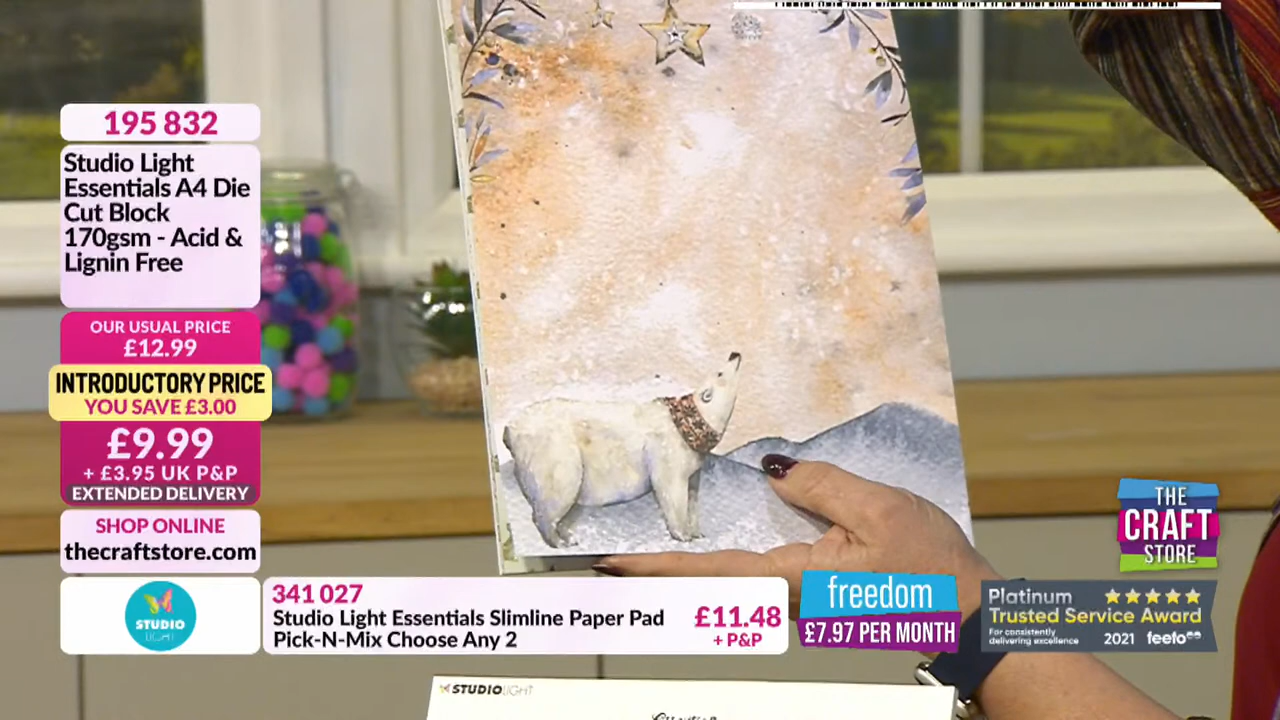 195 832
Studio Light
Essentials A4 Die
Cut Block
170gsm - Acid &
Lignin Free
OUR USUAL PRICE
£12.99
INTRODUCTORY PRICE
YOU SAVE £3.00
£9.99
+ £3.95 UK P&P
EXTENDED DELIVERY
SHOP ONLINE
thecraftstore.com
STUDIO
LIGHT
341 027
Studio Light Essentials Slimline Paper Pad
Pick-N-Mix Choose Any 2
£11.48
+ P&P
freedom
£7.97 PER MONTH
THE
CRAFT
STORE
Platinum
Trusted Service Award
For consistently
delivering excellence
2021 feefo
STUDIOLIGHT